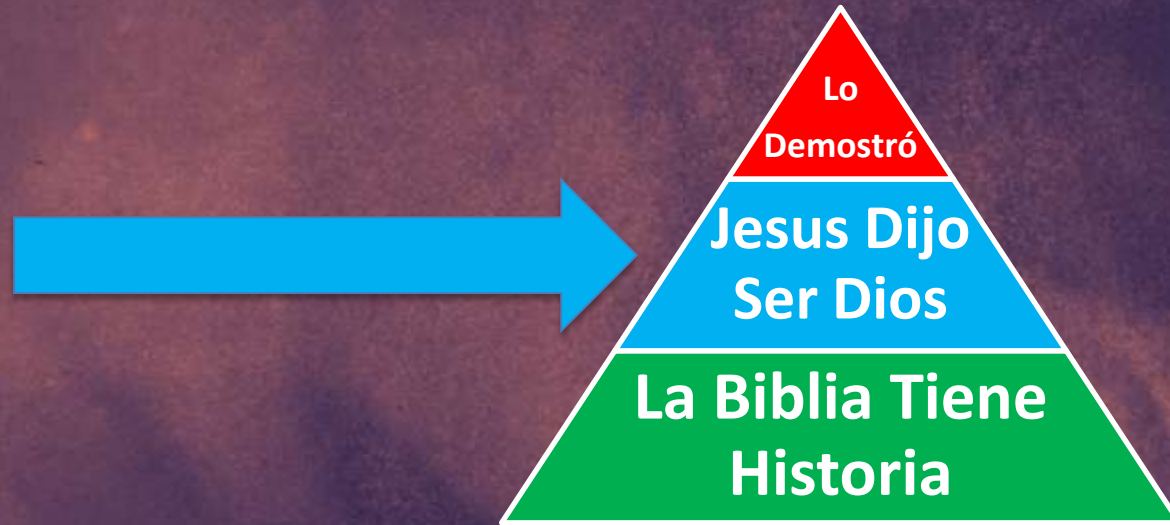 Lo
Demostró
Jesus Dijo
Ser Dios
La Biblia Tiene
Historia